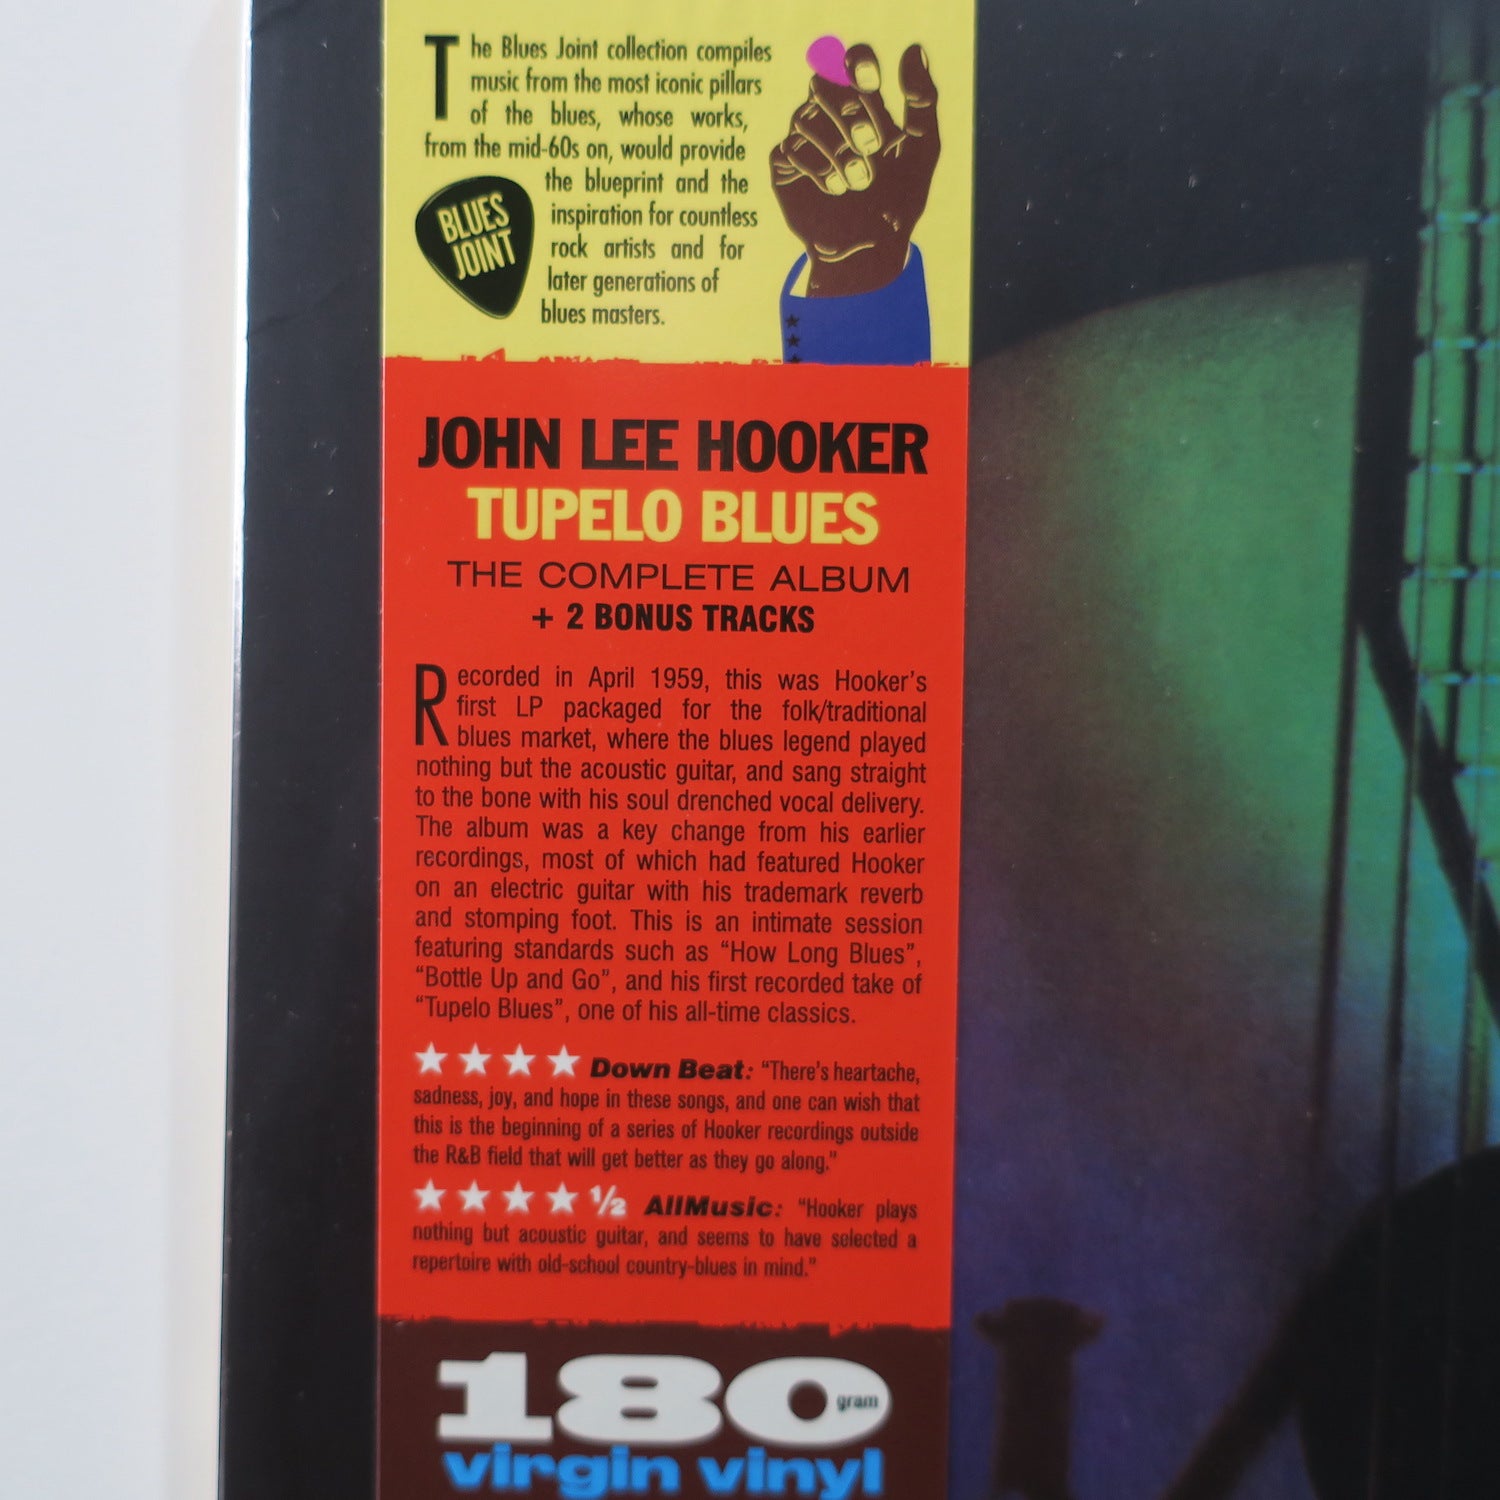 The Blues Joint collection compiles
music from the most iconic pillars
of the blues, whose works,
from the mid-60s on, would provide
the blueprint and the
inspiration for countless
rock artists and for
later generations of
blues masters.
BLUES
JOINT
JOHN LEE HOOKER
TUPELO BLUES
THE COMPLETE ALBUM
+ 2 BONUS TRACKS
Recorded in April 1959, this was Hooker's
first LP packaged for the folk/traditional
blues market, where the blues legend played
nothing but the acoustic guitar, and sang straight
to the bone with his soul drenched vocal delivery.
The album was a key change from his earlier
recordings, most of which had featured Hooker
on an electric guitar with his trademark reverb
and stomping foot. This is an intimate session
featuring standards such as “How Long Blues”,
“Bottle Up and Go”, and his first recorded take of
“Tupelo Blues”, one of his all-time classics.
★★★★ Down Beat: “There's heartache,
sadness, joy, and hope in these songs, and one can wish that
this is the beginning of a series of Hooker recordings outside
the R&B field that will get better as they go along.”
★★★★ ½ AllMusic: “Hooker plays
nothing but acoustic guitar, and seems to have selected a
repertoire with old-school country-blues in mind.”
180 gram
virgin vinyl